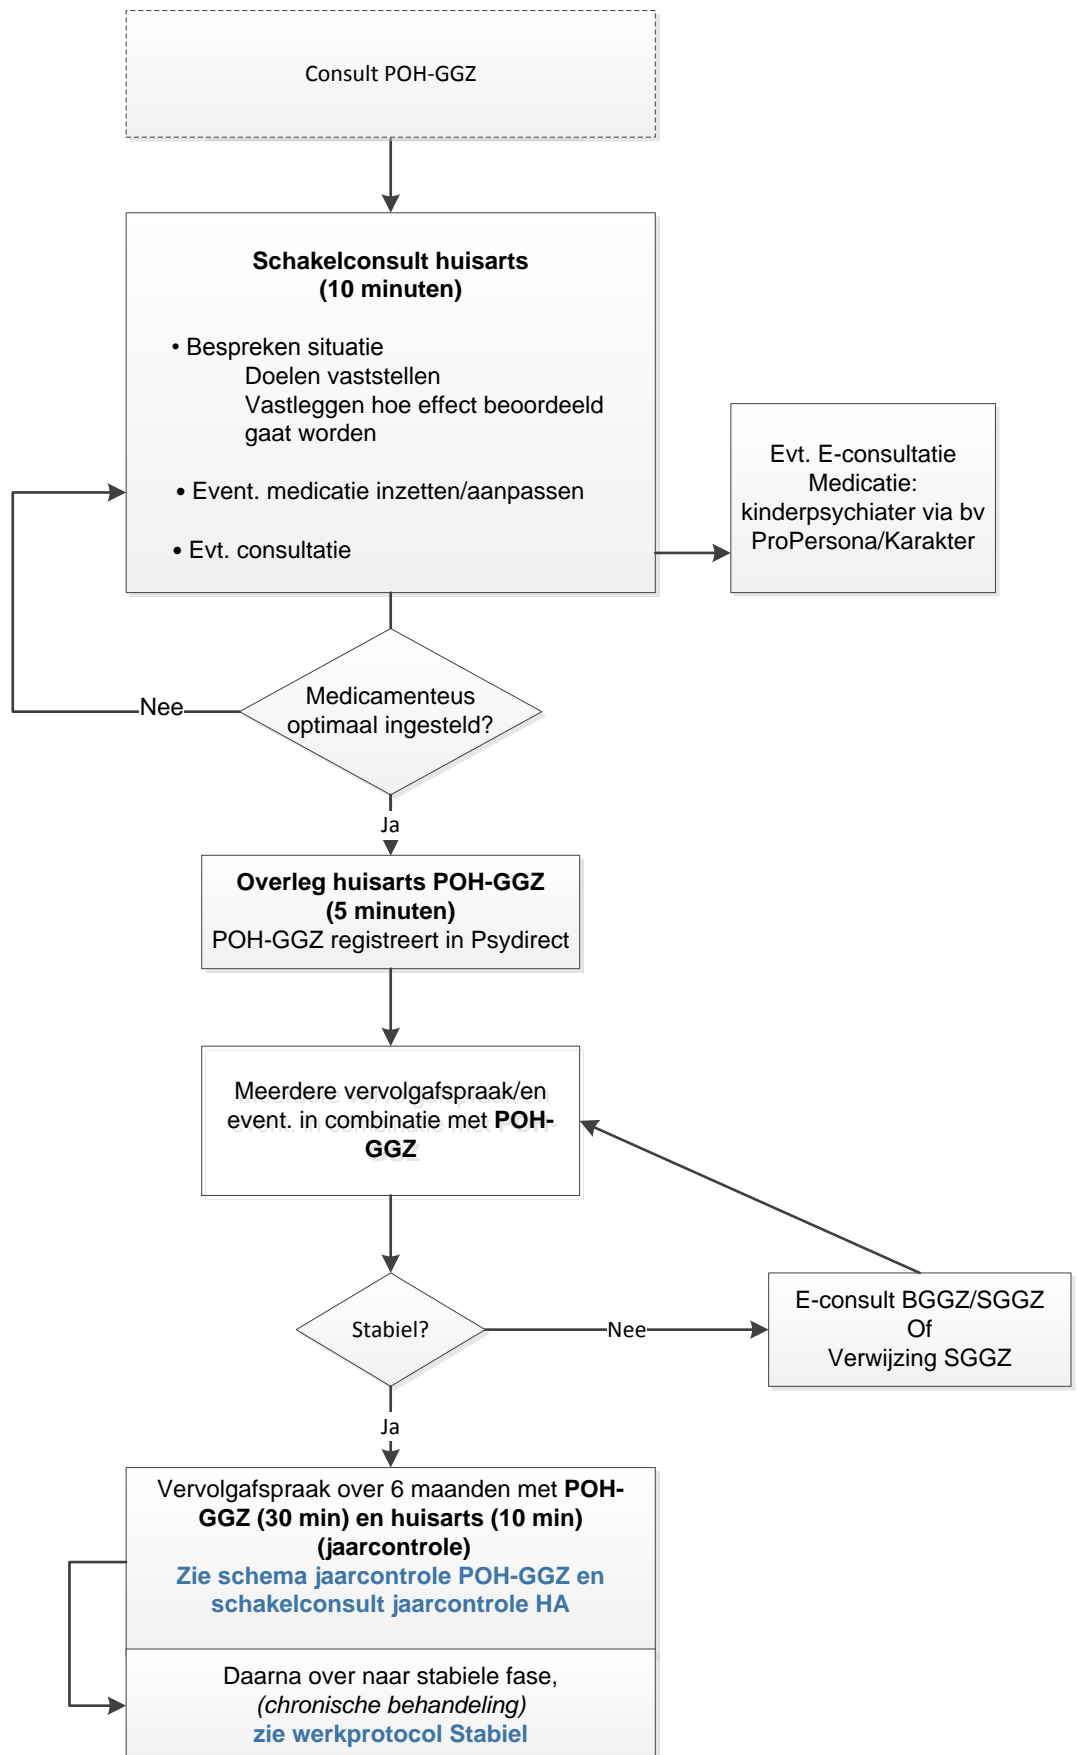 Consult POH-GGZ
Schakelconsult huisarts
(10 minuten)
• Bespreken situatie
Doelen vaststellen
Vastleggen hoe effect beoordeeld
gaat worden
• Event. medicatie inzetten/aanpassen
• Evt. consultatie
Evt. E-consultatie
Medicatie:
kinderpsychiater via bv
ProPersona/Karakter
Medicamenteus
optimaal ingesteld?
Nee
Ja
Overleg huisarts POH-GGZ
(5 minuten)
POH-GGZ registreert in Psydirect
Meerdere vervolgafspraak/en
event. in combinatie met POH-
GGZ
Stabiel?
Nee
E-consult BGGZ/SGGZ
Of
Verwijzing SGGZ
Ja
Vervolgafspraak over 6 maanden met POH-
GGZ (30 min) en huisarts (10 min)
(jaarcontrole)
Zie schema jaarcontrole POH-GGZ en
schakelconsult jaarcontrole HA
Daarna over naar stabiele fase,
(chronische behandeling)
zie werkprotocol Stabiel